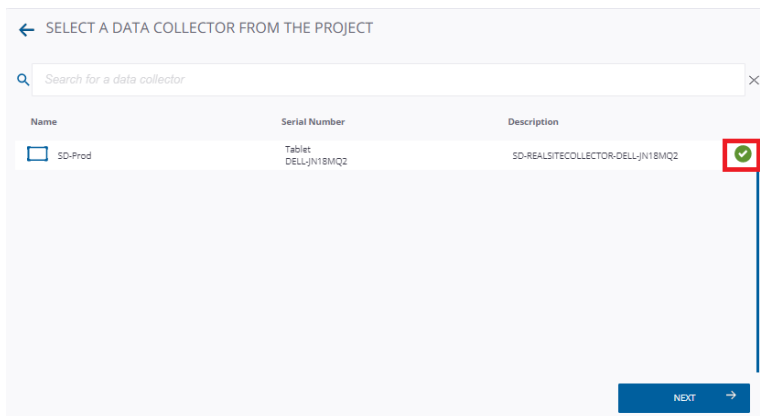 SELECT A DATA COLLECTOR FROM THE PROJECT
Search for a data collector
Name Serial Number Description
SD-Prod Tablet DELL-JN18MQ2 SD-REALSITECOLLECTOR-DELL-JN18MQ2
NEXT